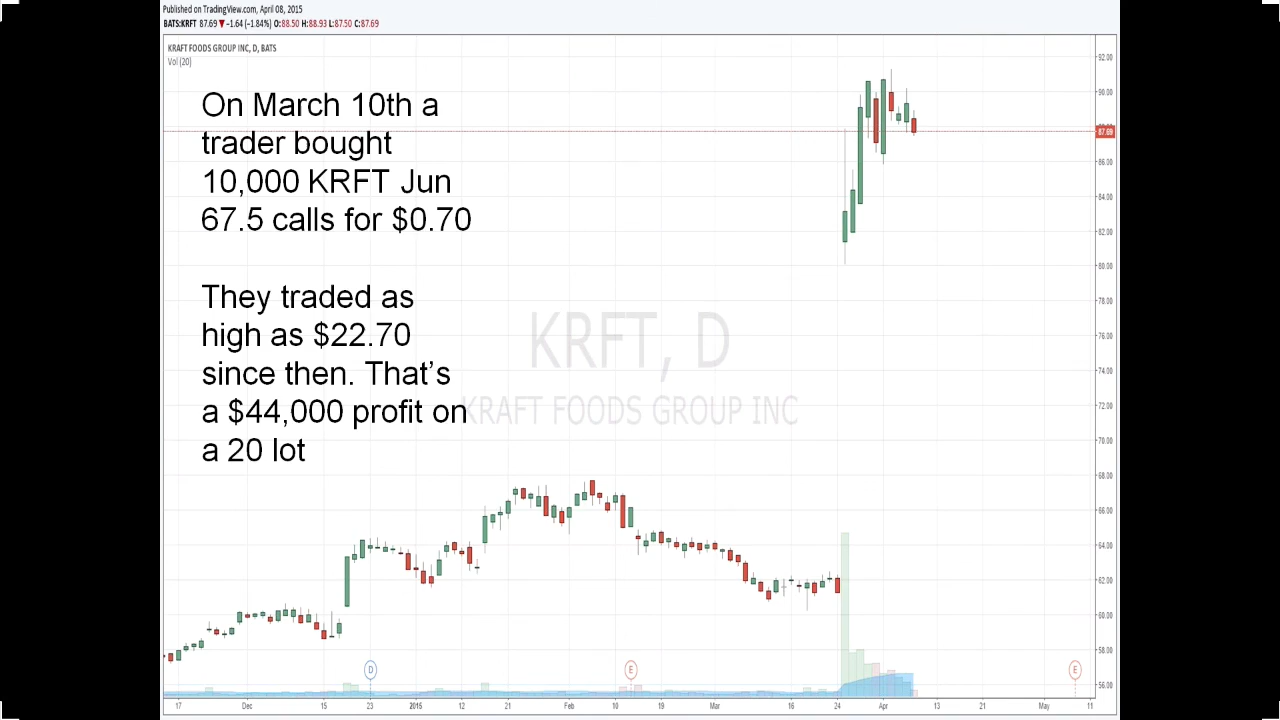 Published on TradingView.com, April 08, 2015
BATS:KRFT 87.69 ▼ −1.64 (−1.84%) O:88.50 H:88.93 L:87.50 C:87.69
KRAFT FOODS GROUP INC, D, BATS
Vol (20)
On March 10th a
trader bought
10,000 KRFT Jun
67.5 calls for $0.70
They traded as
high as $22.70
since then. That’s
a $44,000 profit on
a 20 lot
KRFT, D
KRAFT FOODS GROUP INC
92.00
90.00
87.69
86.00
84.00
82.00
80.00
78.00
76.00
74.00
72.00
70.00
68.00
66.00
64.00
62.00
60.00
58.00
56.00
D
E
E
17 Dec 15 23 2015 12 21 Feb 10 19 Mar 16 24 Apr 13 21 May 11